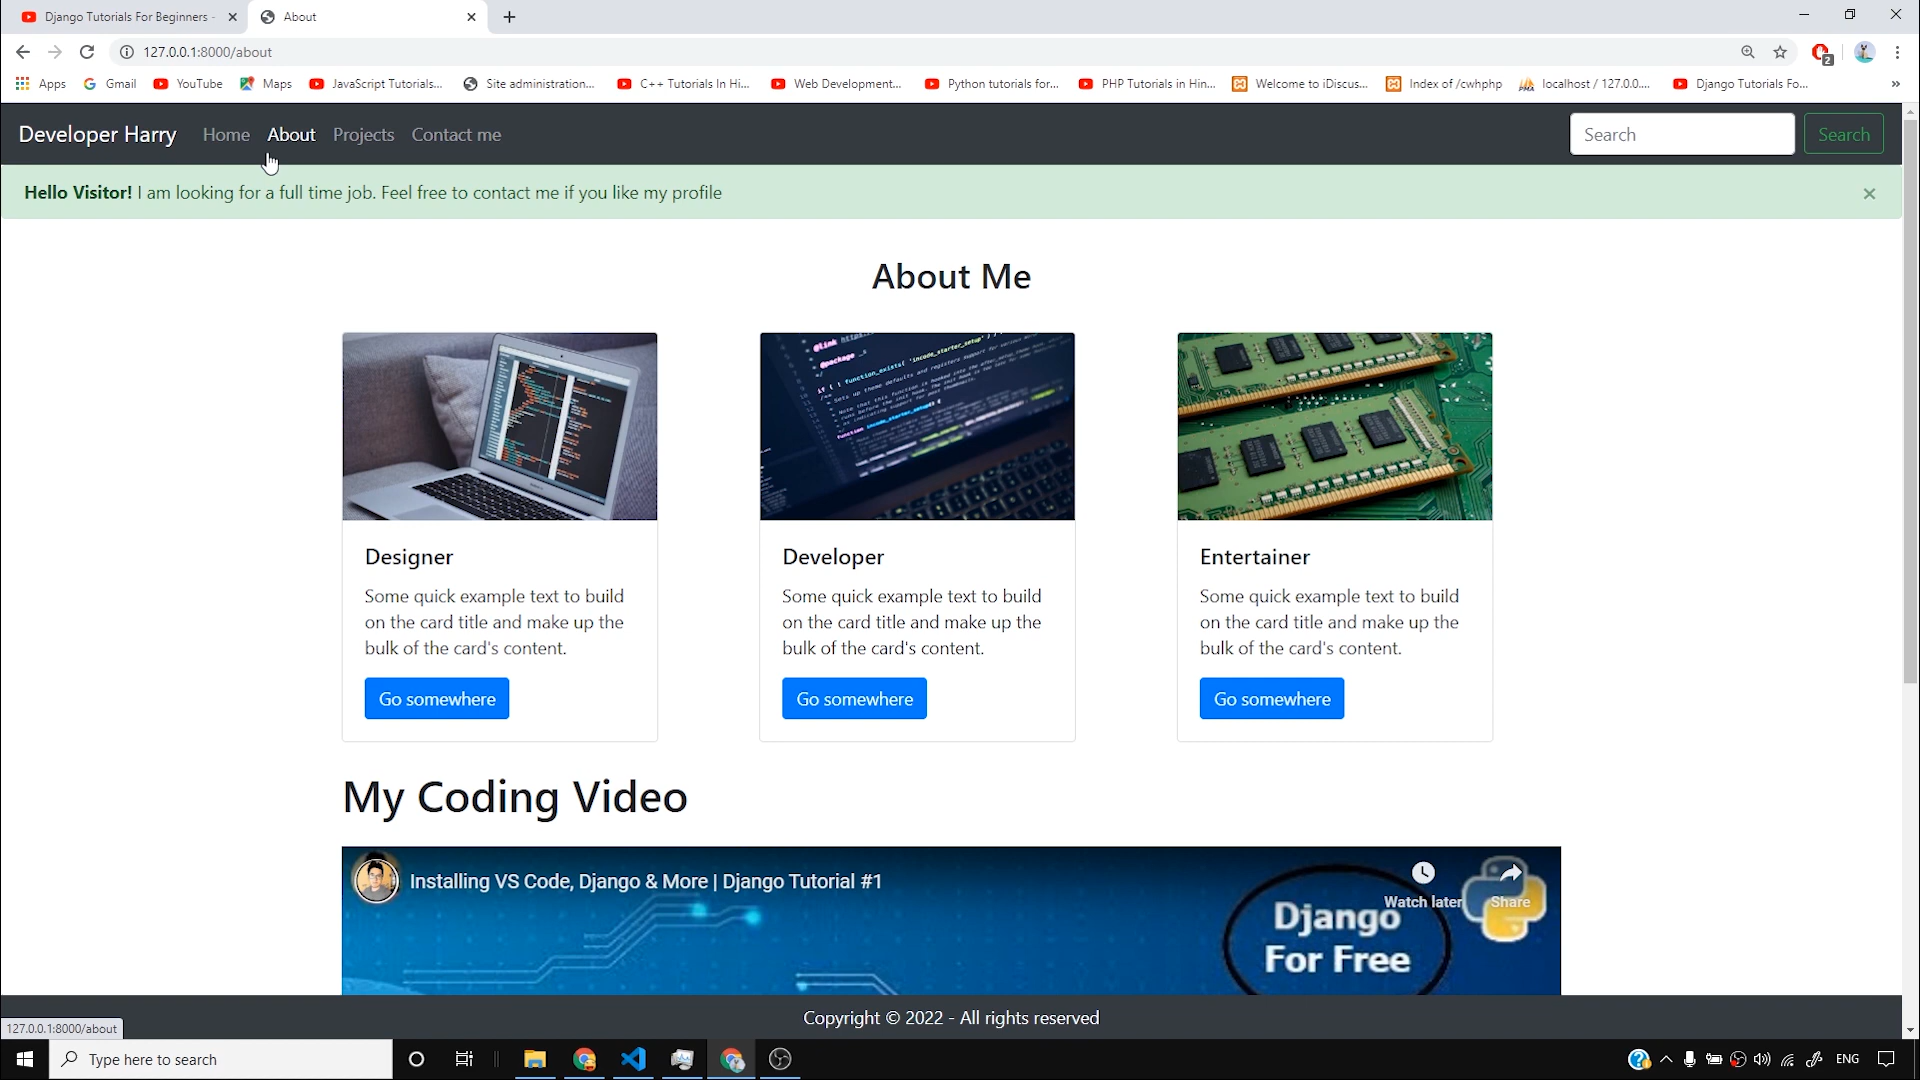 Django Tutorials For Beginners -
About
127.0.0.1:8000/about
2
Apps
Gmail
YouTube
Maps
JavaScript Tutorials...
Site administration...
C++ Tutorials In Hi...
Web Development...
Python tutorials for...
PHP Tutorials in Hin...
Welcome to iDiscus...
Index of /cwhphp
localhost / 127.0.0....
Django Tutorials Fo...
»
Developer Harry Home About Projects Contact me
Search
Search
Hello Visitor! I am looking for a full time job. Feel free to contact me if you like my profile
About Me
Designer
Some quick example text to build
on the card title and make up the
bulk of the card's content.
Go somewhere
Developer
Some quick example text to build
on the card title and make up the
bulk of the card's content.
Go somewhere
Entertainer
Some quick example text to build
on the card title and make up the
bulk of the card's content.
Go somewhere
My Coding Video
Installing VS Code, Django & More | Django Tutorial #1
Watch later
Share
Django
For Free
Copyright © 2022 - All rights reserved
127.0.0.1:8000/about
Type here to search
ENG